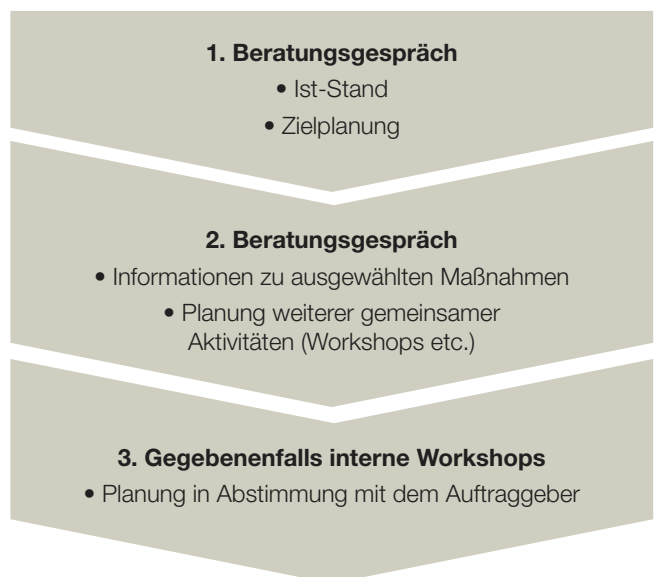 1. Beratungsgespräch
• Ist-Stand
• Zielplanung
2. Beratungsgespräch
• Informationen zu ausgewählten Maßnahmen
• Planung weiterer gemeinsamer
Aktivitäten (Workshops etc.)
3. Gegebenenfalls interne Workshops
• Planung in Abstimmung mit dem Auftraggeber